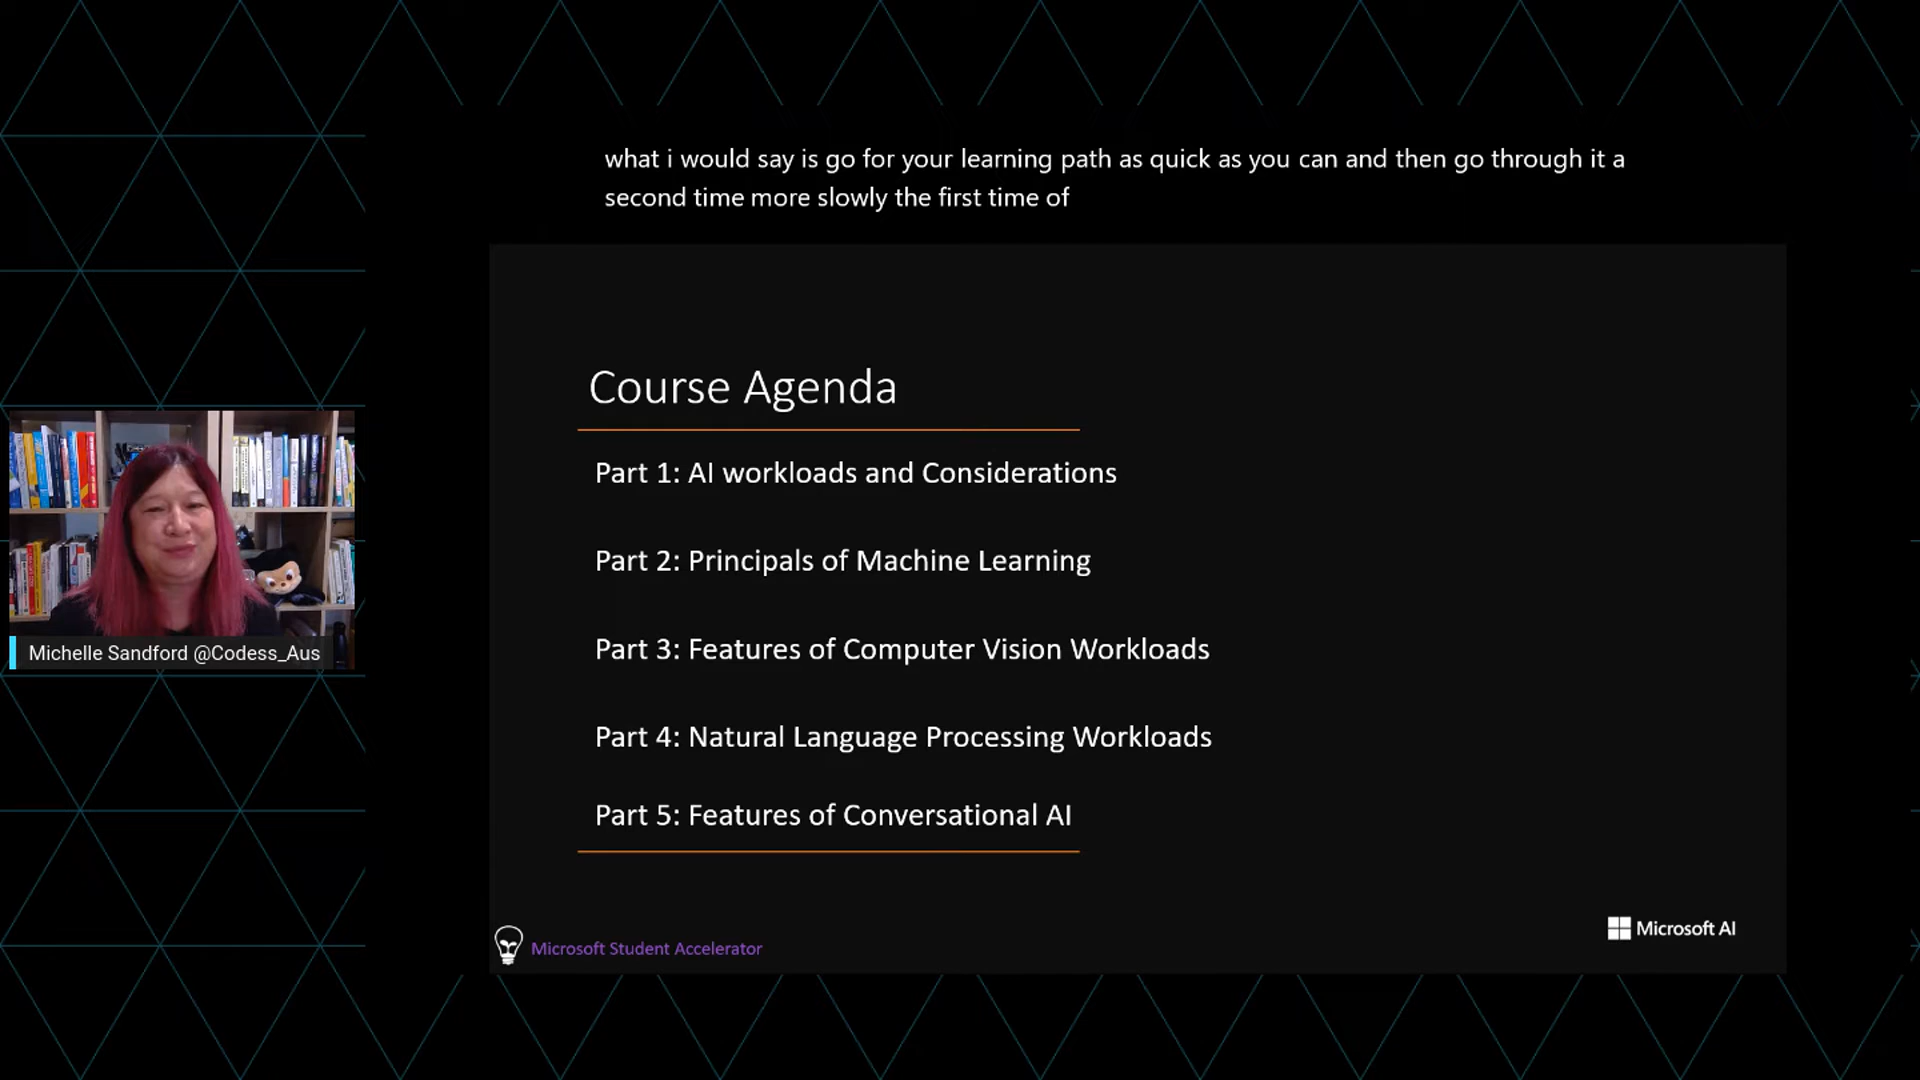 what i would say is go for your learning path as quick as you can and then go through it a
second time more slowly the first time of
Course Agenda
Part 1: AI workloads and Considerations
Part 2: Principals of Machine Learning
Part 3: Features of Computer Vision Workloads
Part 4: Natural Language Processing Workloads
Part 5: Features of Conversational AI
Michelle Sandford @Codess_Aus
Microsoft Student Accelerator
Microsoft AI